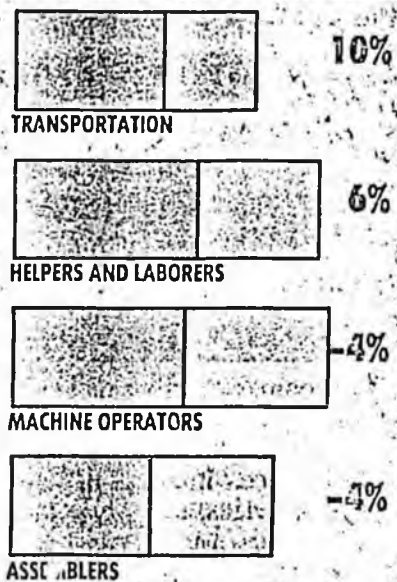 10%
TRANSPORTATION
6%
HELPERS AND LABORERS
-4%
MACHINE OPERATORS
-4%